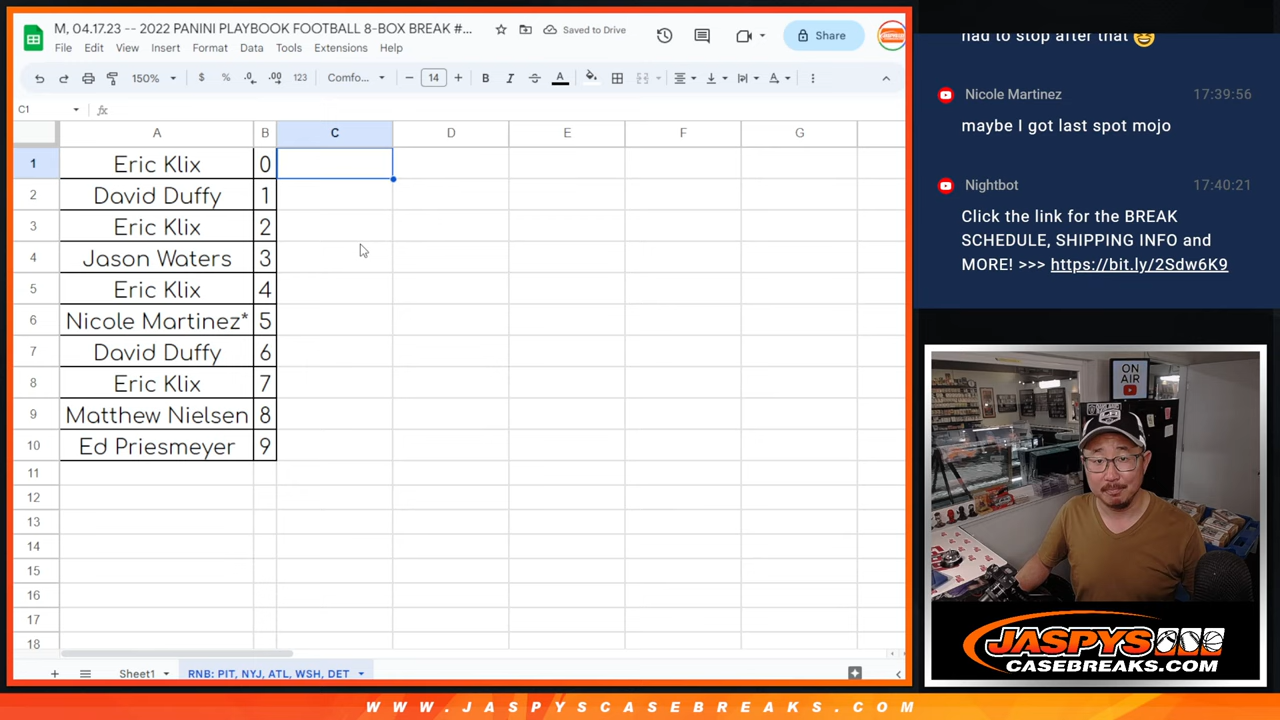 M, 04.17.23 -- 2022 PANINI PLAYBOOK FOOTBALL 8-BOX BREAK #...
Saved to Drive
Share
File Edit View Insert Format Data Tools Extensions Help
150% $ % .0 .00 123 Comfo... 14 B I A
C1 fx
A B C D E F G
1 Eric Klix 0
2 David Duffy 1
3 Eric Klix 2
4 Jason Waters 3
5 Eric Klix 4
6 Nicole Martinez* 5
7 David Duffy 6
8 Eric Klix 7
9 Matthew Nielsen 8
10 Ed Priesmeyer 9
11
12
13
14
15
16
17
18
Sheet1 RNB: PIT, NYJ, ATL, WSH, DET
had to stop after that
Nicole Martinez 17:39:56
maybe I got last spot mojo
Nightbot 17:40:21
Click the link for the BREAK
SCHEDULE, SHIPPING INFO and
MORE! >>> https://bit.ly/2Sdw6K9
ON
AIR
JASPYS
CASEBREAKS.COM
WWW.JASPYSCASEBREAKS.COM